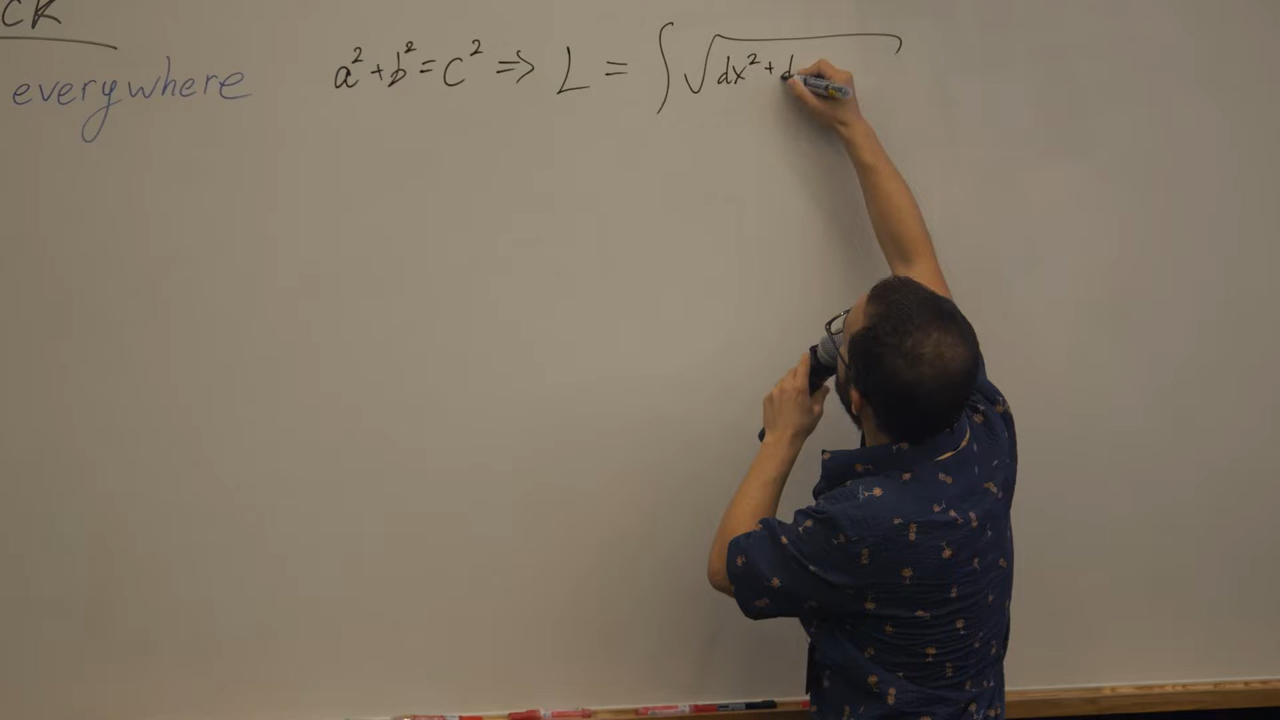 CK
everywhere
a² + b² = c² ⇒ L = ∫√dx² + d